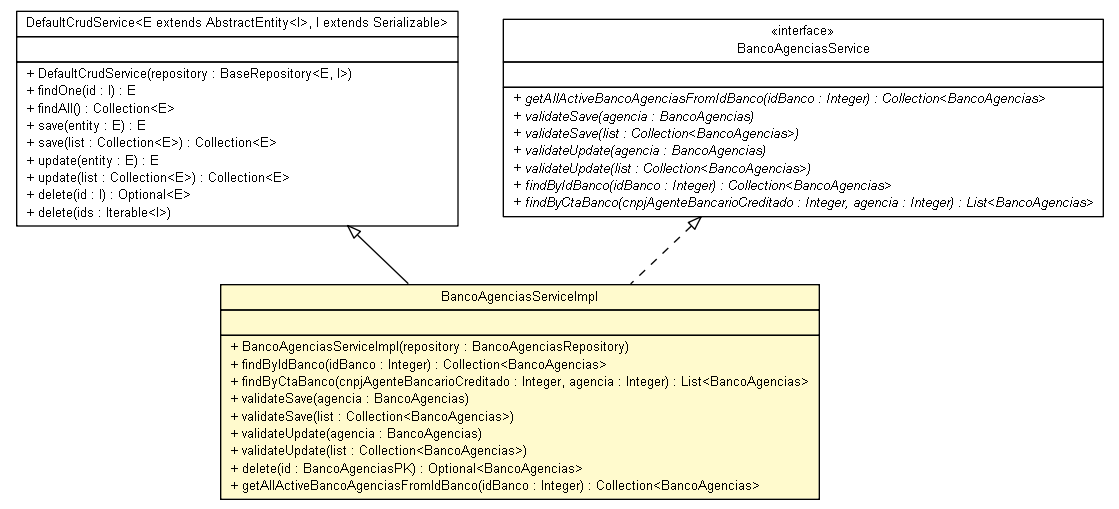 DefaultCrudService<E extends AbstractEntity<I>, I extends Serializable>
+ DefaultCrudService(repository : BaseRepository<E, I>)
+ findOne(id : I) : E
+ findAll() : Collection<E>
+ save(entity : E) : E
+ save(list : Collection<E>) : Collection<E>
+ update(entity : E) : E
+ update(list : Collection<E>) : Collection<E>
+ delete(id : I) : Optional<E>
+ delete(ids : Iterable<I>)
«interface»
BancoAgenciasService
+ getAllActiveBancoAgenciasFromIdBanco(idBanco : Integer) : Collection<BancoAgencias>
+ validateSave(agencia : BancoAgencias)
+ validateSave(list : Collection<BancoAgencias>)
+ validateUpdate(agencia : BancoAgencias)
+ validateUpdate(list : Collection<BancoAgencias>)
+ findByIdBanco(idBanco : Integer) : Collection<BancoAgencias>
+ findByCtaBanco(cnpjAgenteBancarioCreditado : Integer, agencia : Integer) : List<BancoAgencias>
BancoAgenciasServiceImpl
+ BancoAgenciasServiceImpl(repository : BancoAgenciasRepository)
+ findByIdBanco(idBanco : Integer) : Collection<BancoAgencias>
+ findByCtaBanco(cnpjAgenteBancarioCreditado : Integer, agencia : Integer) : List<BancoAgencias>
+ validateSave(agencia : BancoAgencias)
+ validateSave(list : Collection<BancoAgencias>)
+ validateUpdate(agencia : BancoAgencias)
+ validateUpdate(list : Collection<BancoAgencias>)
+ delete(id : BancoAgenciasPK) : Optional<BancoAgencias>
+ getAllActiveBancoAgenciasFromIdBanco(idBanco : Integer) : Collection<BancoAgencias>